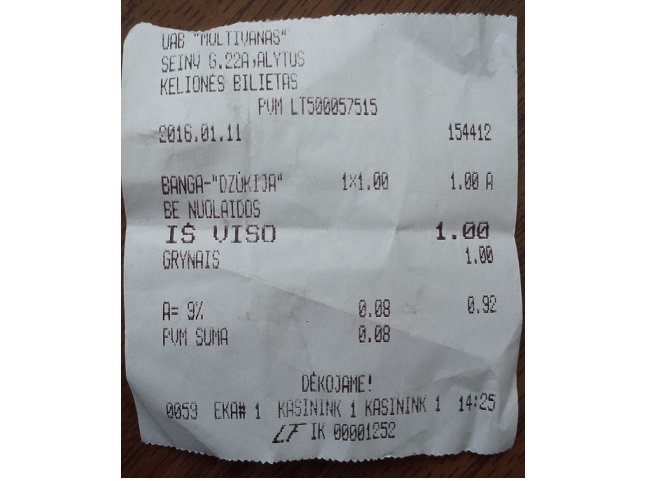 UAB "MULTIVANAS"
SEINŲ G.22A,ALYTUS
KELIONĖS BILIETAS
PVM LT500057515
2016.01.11 154412
BANGA-"DZŪKIJA" 1x1.00 1.00 A
BE NUOLAIDOS
IŠ VISO 1.00
GRYNAIS 1.00
A= 9% 0.08 0.92
PVM SUMA 0.08
DĖKOJAME!
0059 EKA# 1 KASININK 1 KASININK 1 14:25
LF IK 00001252